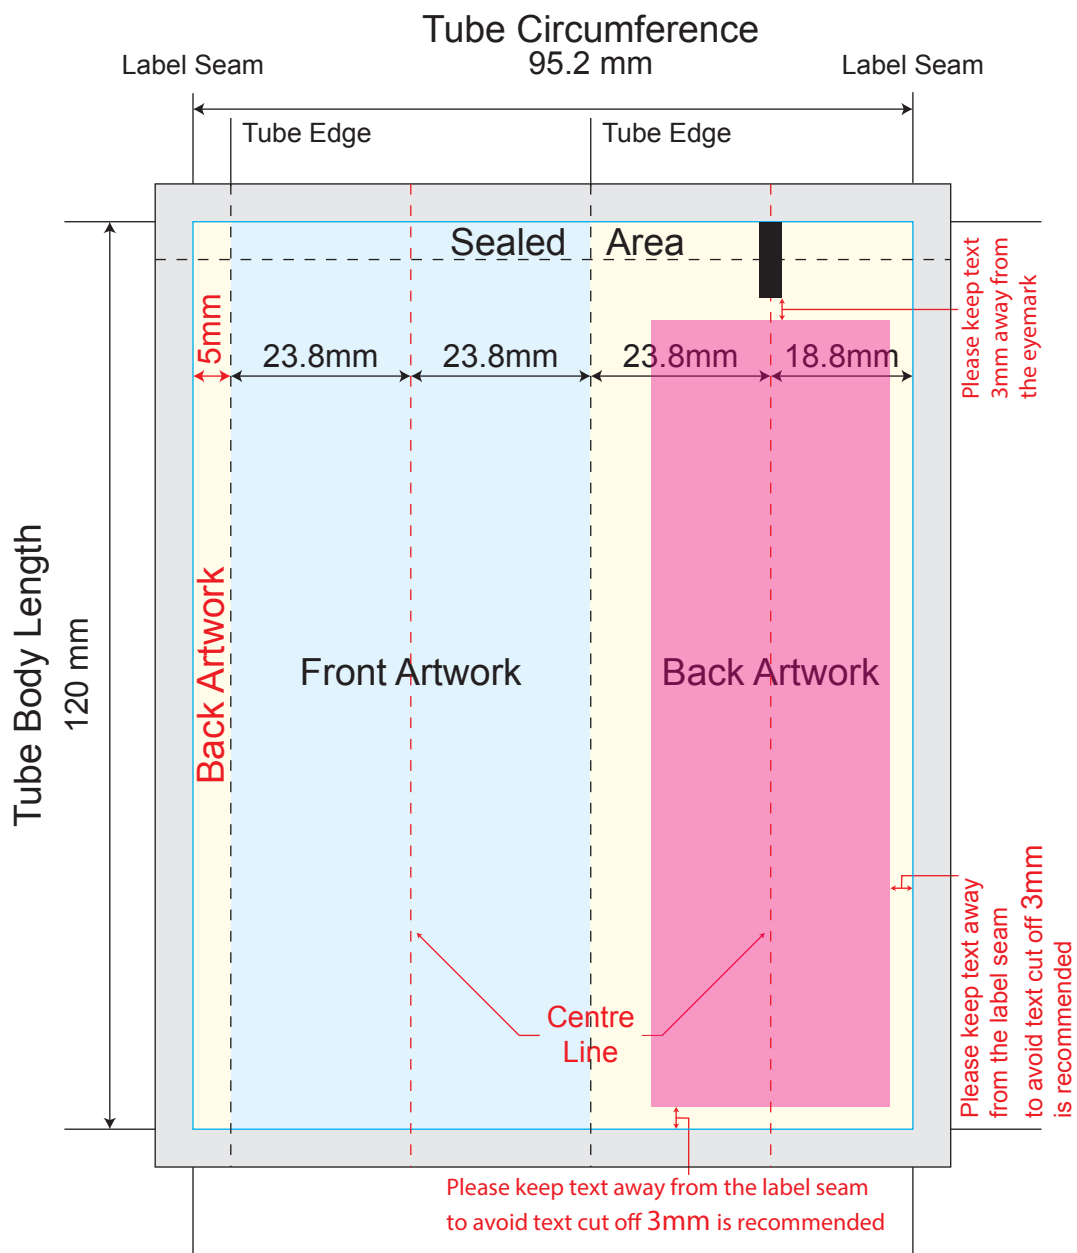 Tube Circumference
95.2 mm
Label Seam
Label Seam
Tube Edge
Tube Edge
Sealed Area
5mm
23.8mm
23.8mm
23.8mm
18.8mm
Please keep text
3mm away from
the eyemark
Tube Body Length
120 mm
Back Artwork
Front Artwork
Back Artwork
Centre
Line
Please keep text away
from the label seam
to avoid text cut off 3mm
is recommended
Please keep text away from the label seam
to avoid text cut off 3mm is recommended